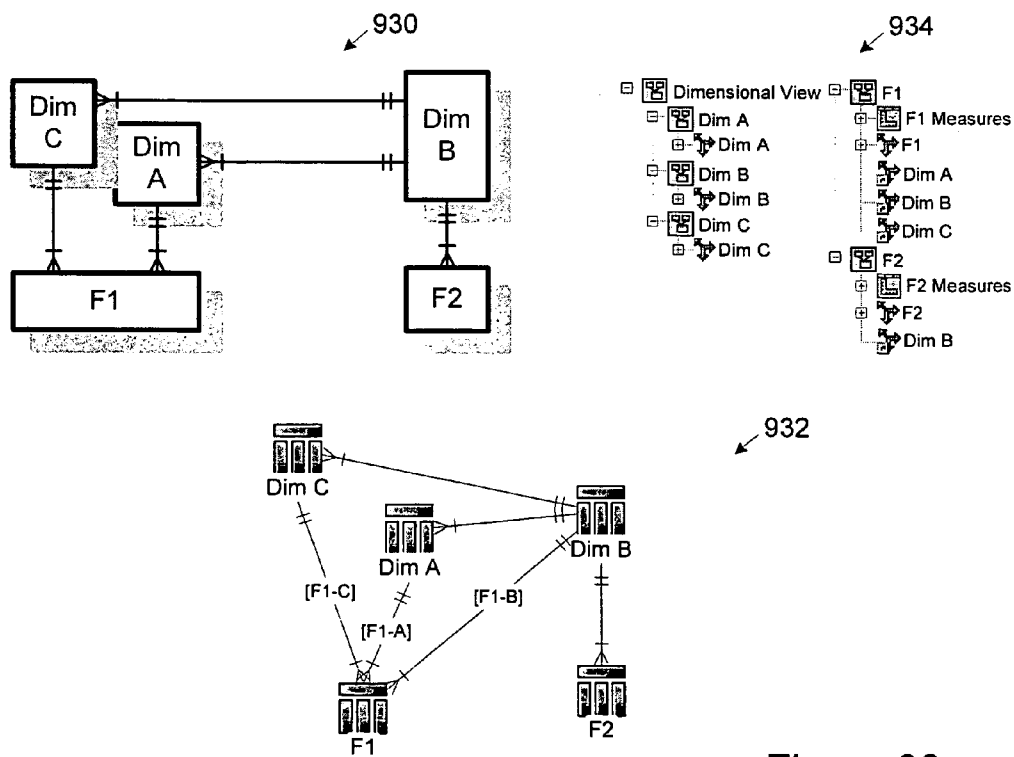 930
Dim
C
Dim
A
Dim
B
F1
F2
934
Dimensional View
Dim A
Dim A
Dim B
Dim B
Dim C
Dim C
F1
F1 Measures
F1
Dim A
Dim B
Dim C
F2
F2 Measures
F2
Dim B
932
Dim C
Dim A
Dim B
[F1-C]
[F1-A]
[F1-B]
F1
F2